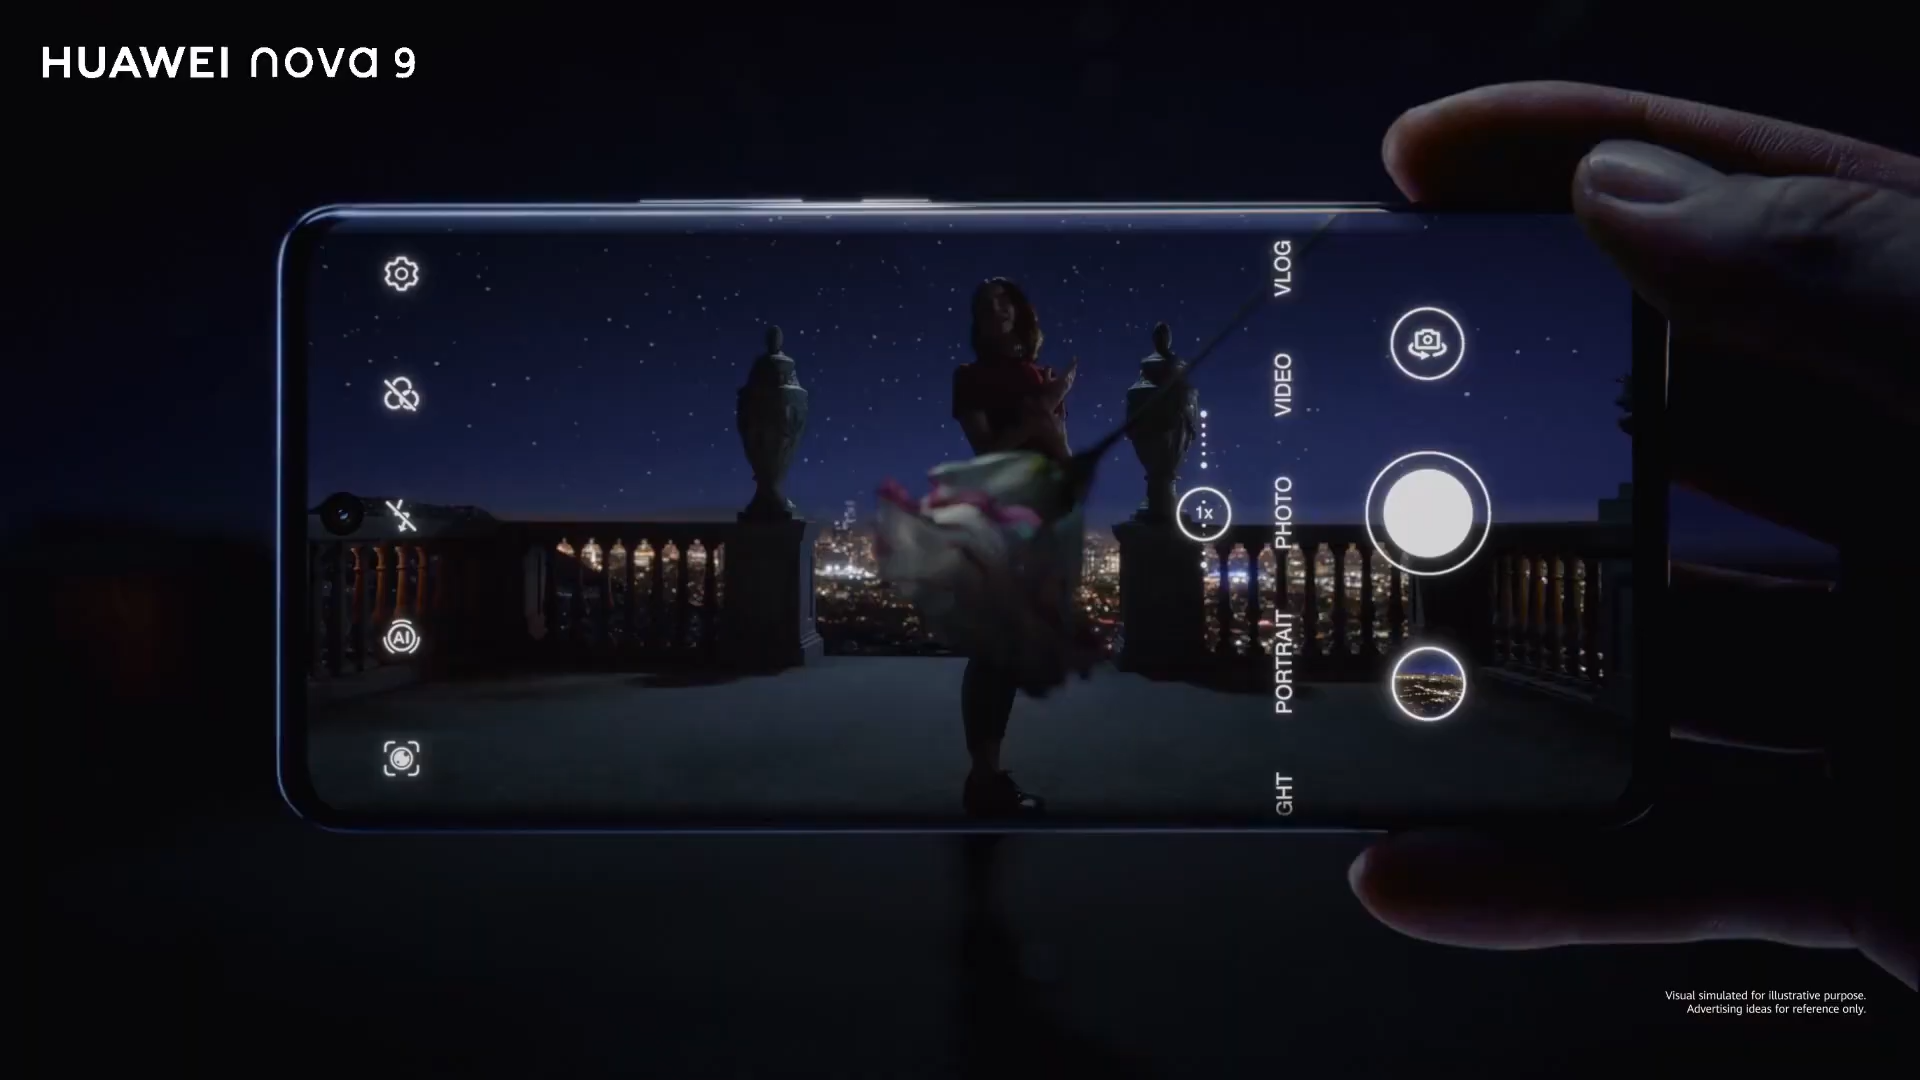 HUAWEI nova 9
VLOG
VIDEO
1x
PHOTO
PORTRAIT
GHT
AI
Visual simulated for illustrative purpose.
Advertising ideas for reference only.